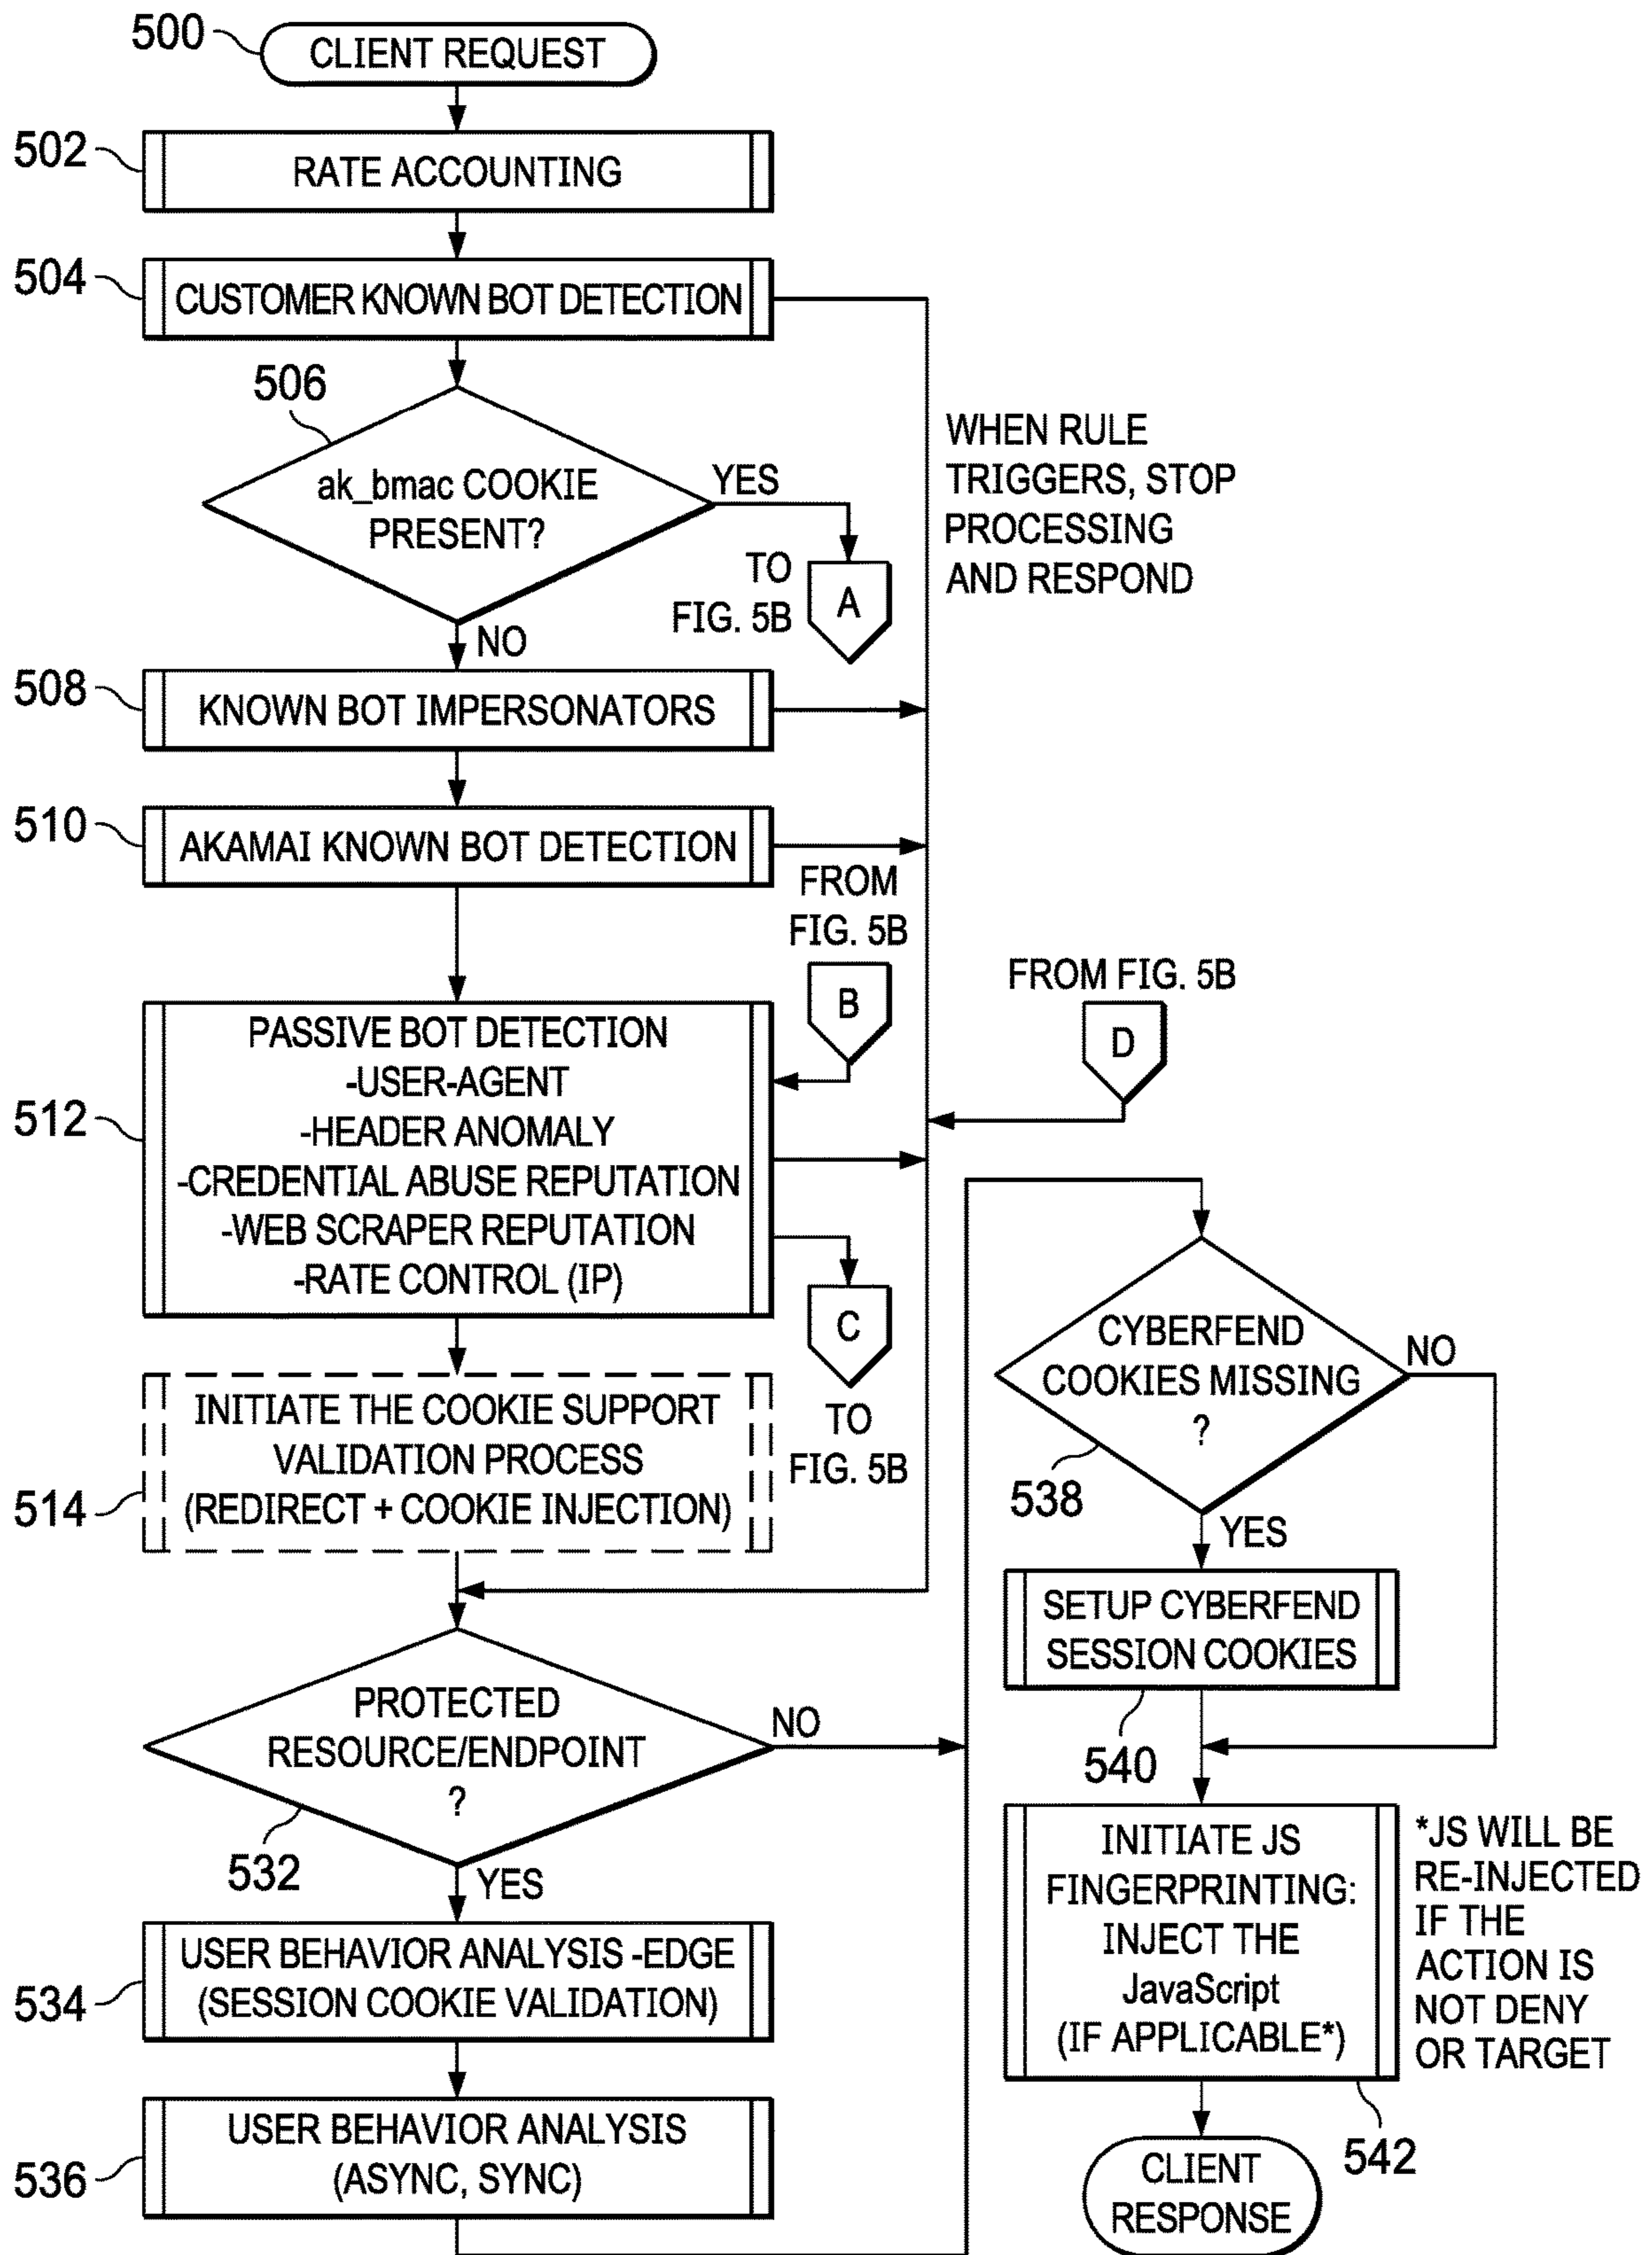 500
CLIENT REQUEST
502
RATE ACCOUNTING
504
CUSTOMER KNOWN BOT DETECTION
506
ak_bmac COOKIE
PRESENT?
YES
TO
FIG. 5B
A
NO
WHEN RULE
TRIGGERS, STOP
PROCESSING
AND RESPOND
508
KNOWN BOT IMPERSONATORS
510
AKAMAI KNOWN BOT DETECTION
FROM
FIG. 5B
B
FROM FIG. 5B
D
512
PASSIVE BOT DETECTION
-USER-AGENT
-HEADER ANOMALY
-CREDENTIAL ABUSE REPUTATION
-WEB SCRAPER REPUTATION
-RATE CONTROL (IP)
C
TO
FIG. 5B
514
INITIATE THE COOKIE SUPPORT
VALIDATION PROCESS
(REDIRECT + COOKIE INJECTION)
PROTECTED
RESOURCE/ENDPOINT
?
NO
532
YES
534
USER BEHAVIOR ANALYSIS -EDGE
(SESSION COOKIE VALIDATION)
536
USER BEHAVIOR ANALYSIS
(ASYNC, SYNC)
CYBERFEND
COOKIES MISSING
?
NO
538
YES
SETUP CYBERFEND
SESSION COOKIES
540
INITIATE JS
FINGERPRINTING:
INJECT THE
JavaScript
(IF APPLICABLE*)
*JS WILL BE
RE-INJECTED
IF THE
ACTION IS
NOT DENY
OR TARGET
542
CLIENT
RESPONSE